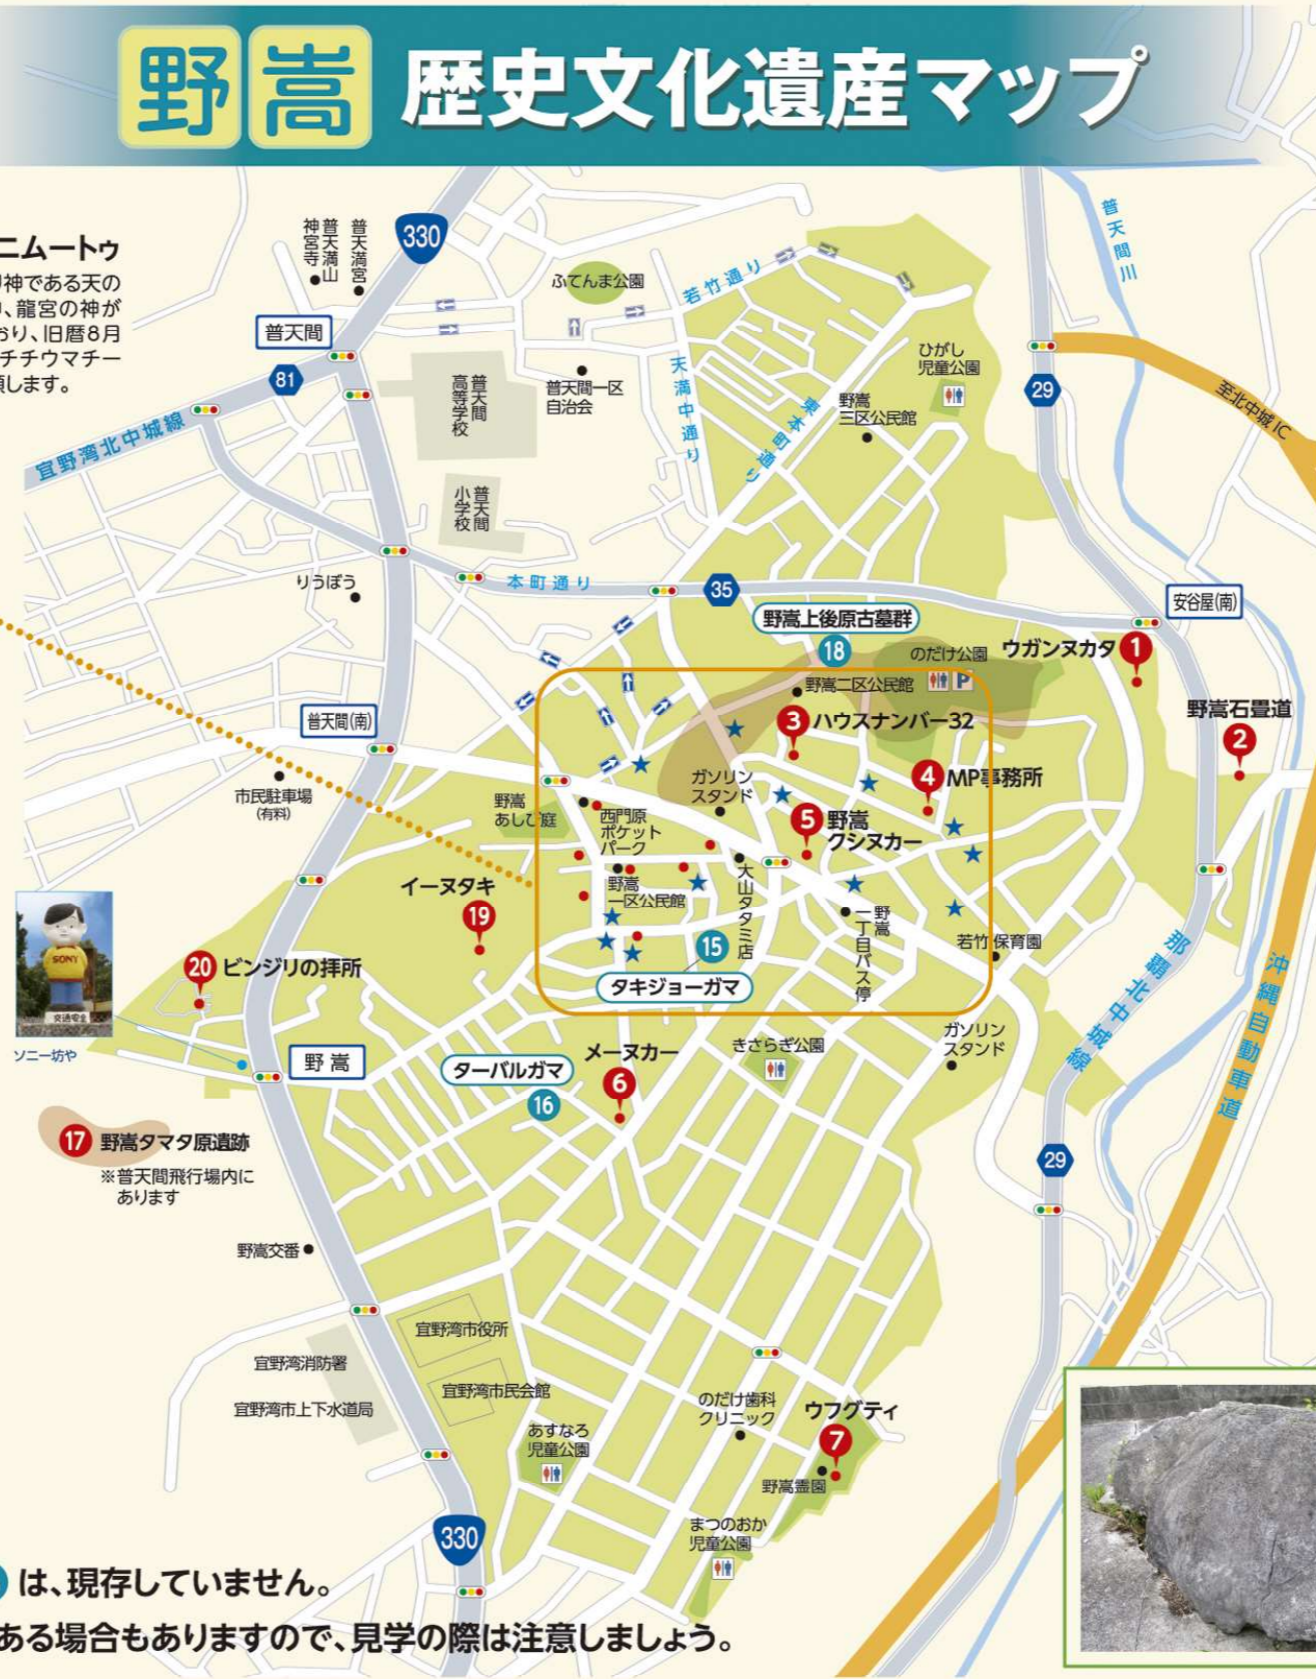 野嵩 歴史文化遺産マップ
ニムートゥ
神である天の
、龍宮の神が
おり、旧暦8月
チチウマチー
願します。
普天満山
神宮寺
普天満宮
330
普天間
81
宜野湾北中城線
ふてんま公園
若竹通り
普天間
高等学校
普天間一区
自治会
天満中通り
東本町通り
野嵩
三区公民館
ひがし
児童公園
普天間川
29
至北中城IC
普天間
小学校
りうぼう
本町通り
35
安谷屋(南)
野嵩上後原古墓群
18
のだけ公園
P
ウガンヌカタ
1
野嵩二区公民館
野嵩石畳道
2
普天間(南)
3
ハウスナンバー32
市民駐車場
(有料)
ガソリン
スタンド
4
MP事務所
野嵩
あしび庭
西門原
ポケット
パーク
5
野嵩
クシヌカー
野嵩
一区公民館
大山タタミ店
イーヌタキ
19
野嵩
一丁目バス停
若竹保育園
15
タキジョーガマ
20
ビンジリの拝所
SONY
交通安全
ソニー坊や
那覇北中城線
沖縄自動車道
野嵩
ターバルガマ
16
メーヌカー
6
きさらぎ公園
ガソリン
スタンド
17
野嵩タマタ原遺跡
※普天間飛行場内に
あります
29
野嵩交番
宜野湾市役所
宜野湾消防署
宜野湾市民会館
宜野湾市上下水道局
あすなろ
児童公園
のだけ歯科
クリニック
ウフグティ
7
野嵩霊園
まつのおか
児童公園
330
は、現存していません。
ある場合もありますので、見学の際は注意しましょう。